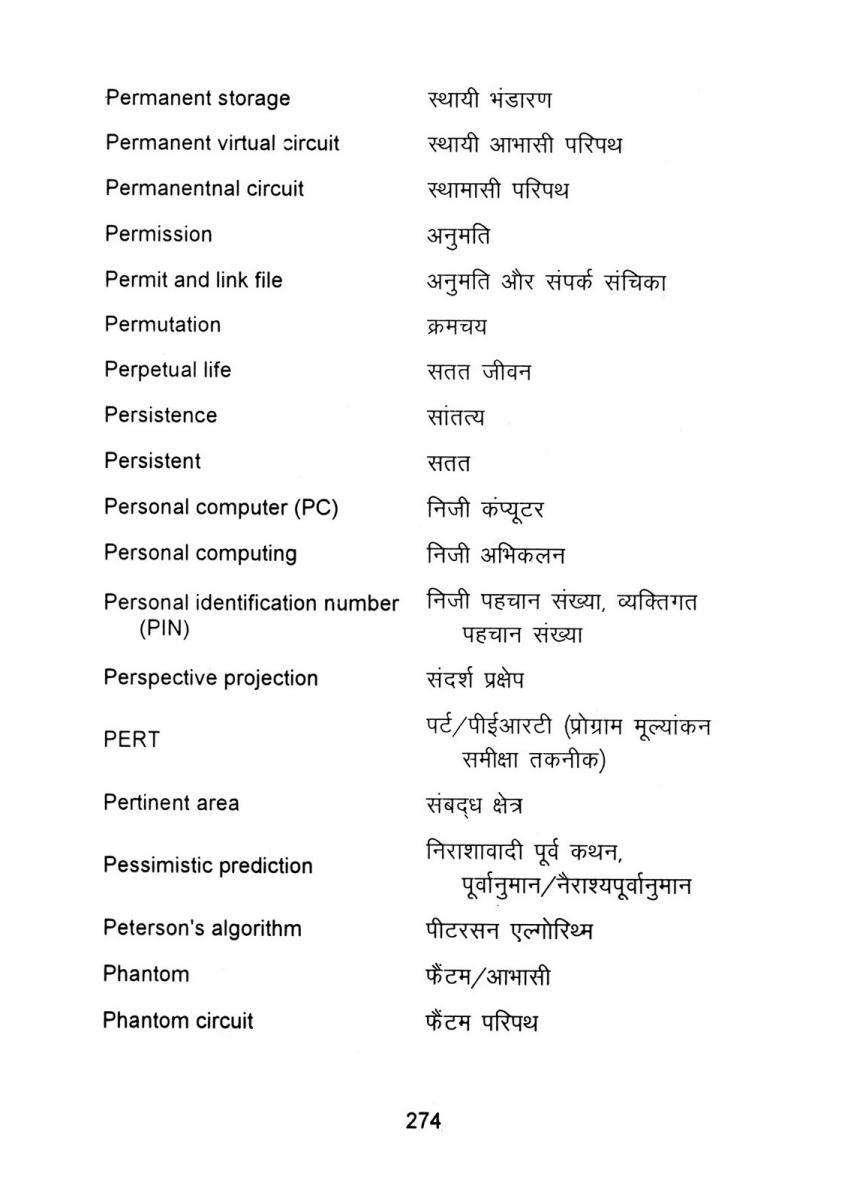 Permanent storage स्थायी भंडारण
Permanent virtual circuit स्थायी आभासी परिपथ
Permanentnal circuit स्थामासी परिपथ
Permission अनुमति
Permit and link file अनुमति और संपर्क संचिका
Permutation क्रमचय
Perpetual life सतत जीवन
Persistence सांतत्य
Persistent सतत
Personal computer (PC) निजी कंप्यूटर
Personal computing निजी अभिकलन
Personal identification number निजी पहचान संख्या, व्यक्तिगत
(PIN) पहचान संख्या
Perspective projection संदर्श प्रक्षेप
PERT पर्ट/पीईआरटी (प्रोग्राम मूल्यांकन
समीक्षा तकनीक)
Pertinent area संबद्ध क्षेत्र
Pessimistic prediction निराशावादी पूर्व कथन,
पूर्वानुमान/नैराश्यपूर्वानुमान
Peterson's algorithm पीटरसन एल्गोरिथ्म
Phantom फैंटम/आभासी
Phantom circuit फैंटम परिपथ
274